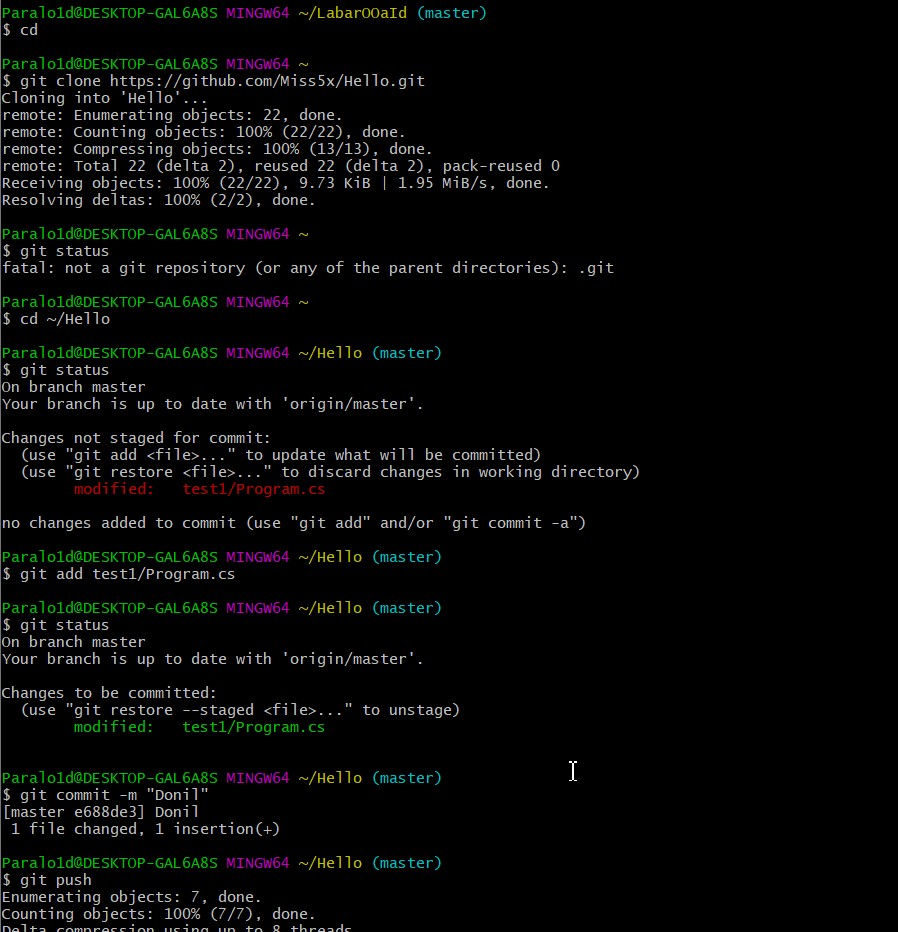 Paralo1d@DESKTOP-GAL6A8S MINGW64 ~/LabarOOaId (master)
$ cd
Paralo1d@DESKTOP-GAL6A8S MINGW64 ~
$ git clone https://github.com/Miss5x/Hello.git
Cloning into 'Hello'...
remote: Enumerating objects: 22, done.
remote: Counting objects: 100% (22/22), done.
remote: Compressing objects: 100% (13/13), done.
remote: Total 22 (delta 2), reused 22 (delta 2), pack-reused 0
Receiving objects: 100% (22/22), 9.73 KiB | 1.95 MiB/s, done.
Resolving deltas: 100% (2/2), done.
Paralo1d@DESKTOP-GAL6A8S MINGW64 ~
$ git status
fatal: not a git repository (or any of the parent directories): .git
Paralo1d@DESKTOP-GAL6A8S MINGW64 ~
$ cd ~/Hello
Paralo1d@DESKTOP-GAL6A8S MINGW64 ~/Hello (master)
$ git status
On branch master
Your branch is up to date with 'origin/master'.
Changes not staged for commit:
(use "git add <file>..." to update what will be committed)
(use "git restore <file>..." to discard changes in working directory)
modified:   test1/Program.cs
no changes added to commit (use "git add" and/or "git commit -a")
Paralo1d@DESKTOP-GAL6A8S MINGW64 ~/Hello (master)
$ git add test1/Program.cs
Paralo1d@DESKTOP-GAL6A8S MINGW64 ~/Hello (master)
$ git status
On branch master
Your branch is up to date with 'origin/master'.
Changes to be committed:
(use "git restore --staged <file>..." to unstage)
modified:   test1/Program.cs
Paralo1d@DESKTOP-GAL6A8S MINGW64 ~/Hello (master)
$ git commit -m "Donil"
[master e688de3] Donil
1 file changed, 1 insertion(+)
Paralo1d@DESKTOP-GAL6A8S MINGW64 ~/Hello (master)
$ git push
Enumerating objects: 7, done.
Counting objects: 100% (7/7), done.
Delta compression using up to 8 threads